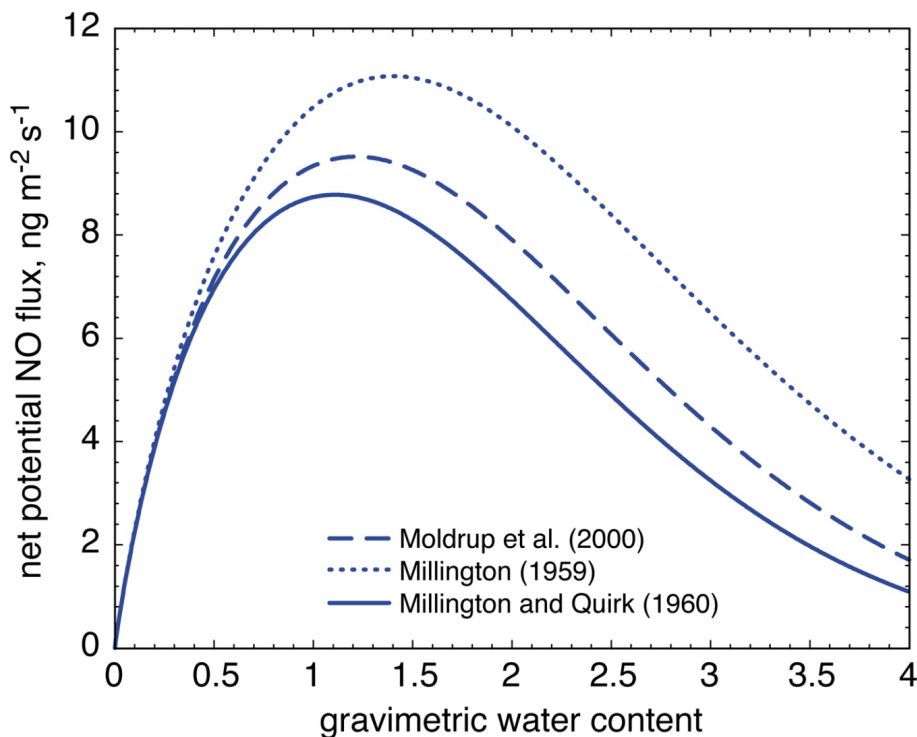 12
10
8
6
4
2
0
net potential NO flux, ng m⁻² s⁻¹
Moldrup et al. (2000)
Millington (1959)
Millington and Quirk (1960)
0 0.5 1 1.5 2 2.5 3 3.5 4
gravimetric water content